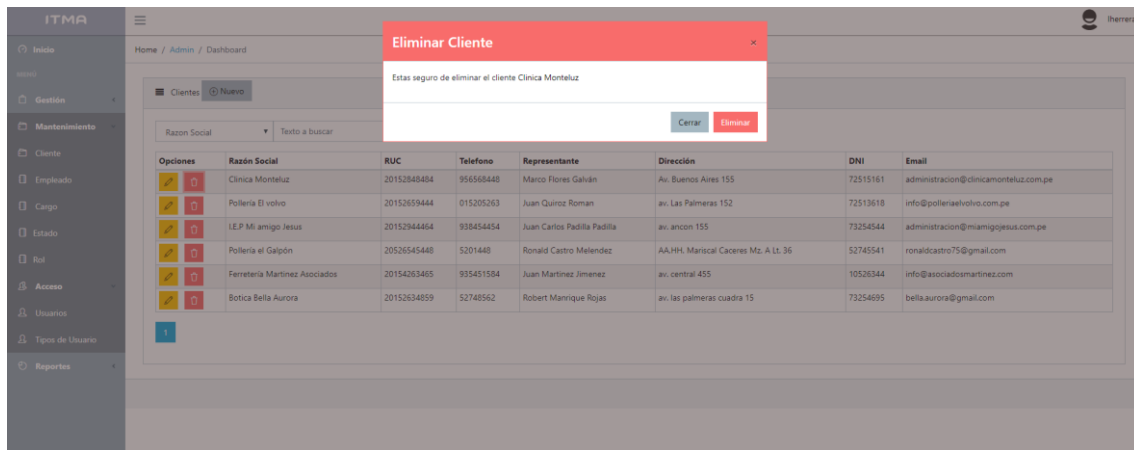 ITMA
lherrera
Inicio
Home / Admin / Dashboard
Eliminar Cliente ×
Estas seguro de eliminar el cliente Clinica Monteluz
Cerrar Eliminar
menú
Gestión
Mantenimiento
Cliente
Empleado
Cargo
Estado
Rol
Acceso
Usuarios
Tipos de Usuario
Reportes
Clientes Nuevo
Razon Social Texto a buscar
Opciones Razón Social RUC Telefono Representante Dirección DNI Email
Clinica Monteluz 20152848484 956568448 Marco Flores Galván Av. Buenos Aires 155 72515161 administracion@clinicamonteluz.com.pe
Polleria El volvo 20152659444 015205263 Juan Quiroz Roman av. Las Palmeras 152 72513618 info@polleriaelvolvo.com.pe
I.E.P Mi amigo Jesus 20152944464 938454454 Juan Carlos Padilla Padilla av. ancon 155 73254544 administracion@miamigojesus.com.pe
Pollería el Galpón 20526545448 5201448 Ronald Castro Melendez AA.HH. Mariscal Caceres Mz. A Lt. 36 52745541 ronaldcastro75@gmail.com
Ferretería Martinez Asociados 20154263465 935451584 Juan Martinez Jimenez av. central 455 10526344 info@asociadosmartinez.com
Botica Bella Aurora 20152634859 52748562 Robert Manrique Rojas av. las palmeras cuadra 15 73254695 bella.aurora@gmail.com
1